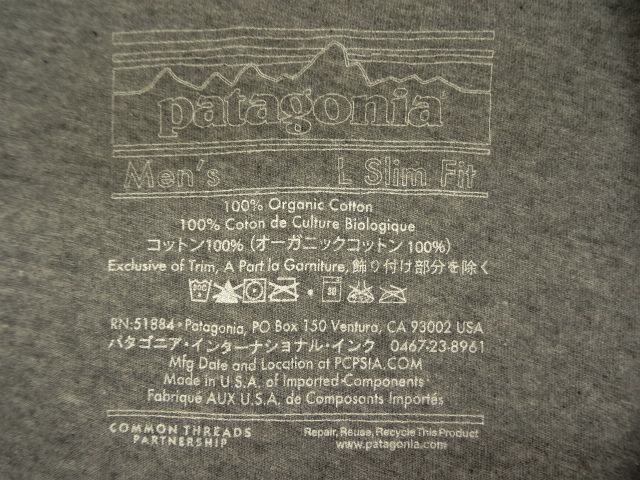 patagonia
Men's L Slim Fit
100% Organic Cotton
100% Coton de Culture Biologique
コットン100% (オーガニックコットン 100%)
Exclusive of Trim, A Part la Garniture, 飾り付け部分を除く
RN:51884 • Patagonia, PO Box 150 Ventura, CA 93002 USA
パタゴニア・インターナショナル・インク 0467-23-8961
Mfg Date and Location at PCPSIA.COM
Made in U.S.A. of Imported Components
Fabriqué AUX U.S.A. de Composants Importés
COMMON THREADS
PARTNERSHIP
Repair, Reuse, Recycle This Product
www.patagonia.com